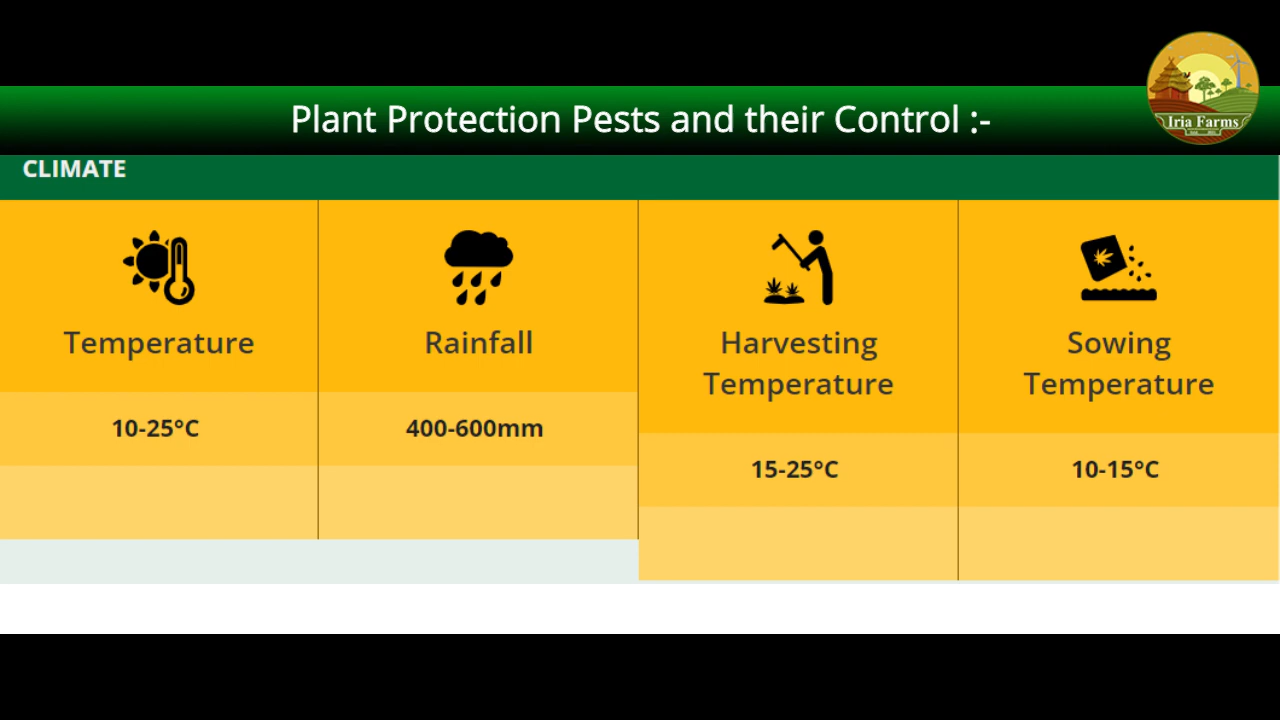 Plant Protection Pests and their Control :-
Iria Farms
CLIMATE
Temperature
10-25°C
Rainfall
400-600mm
Harvesting
Temperature
15-25°C
Sowing
Temperature
10-15°C